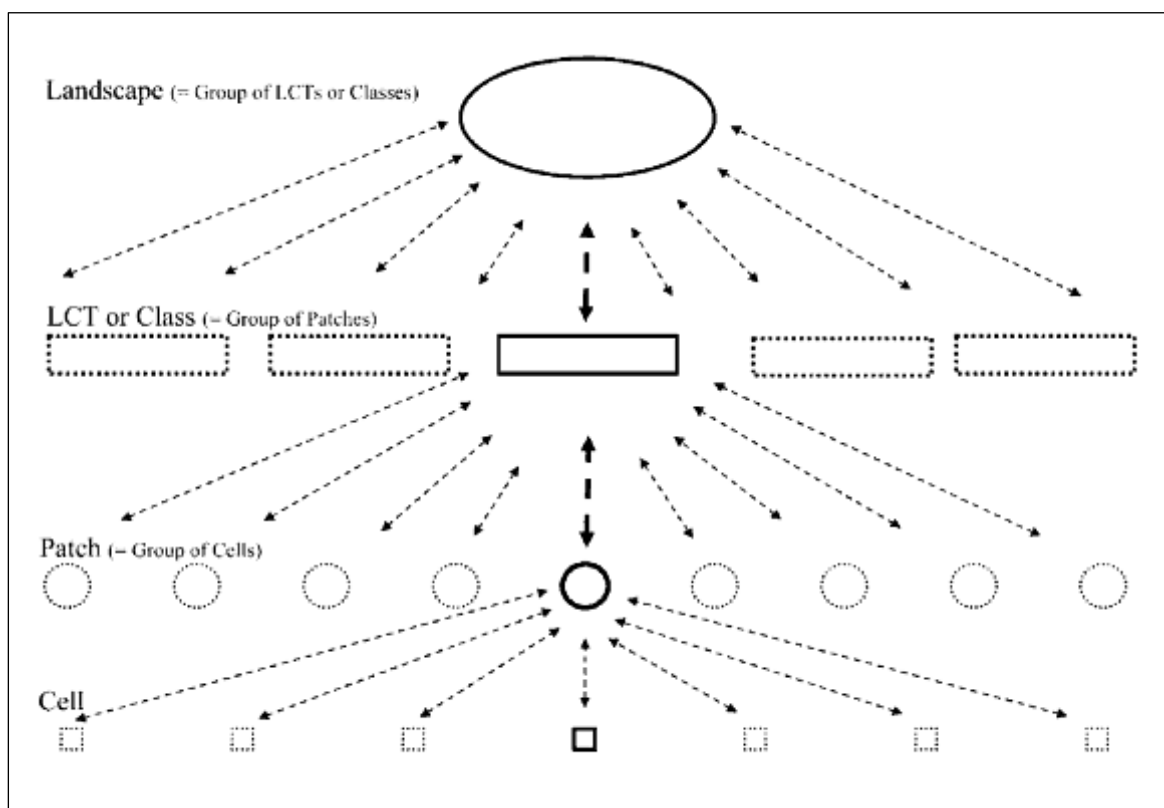 Landscape (= Group of LCTs or Classes)
LCT or Class (– Group of Patches)
Patch (– Group of Cells)
Cell